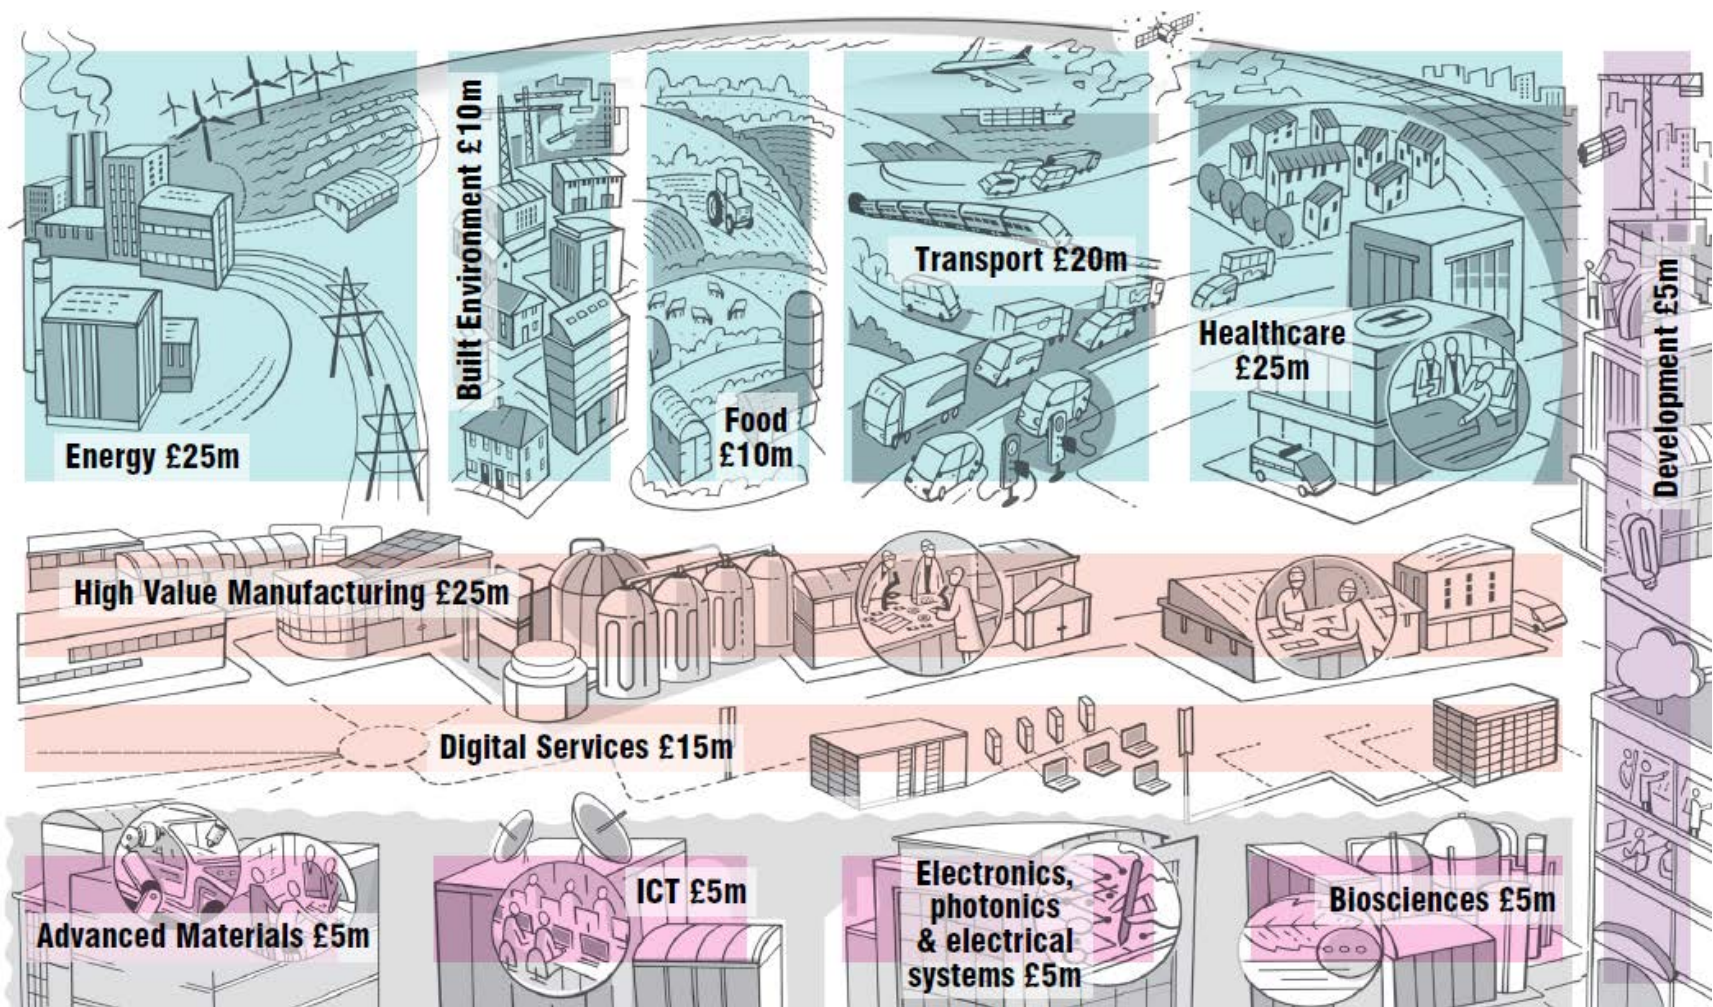 Energy £25m
Built Environment £10m
Food
£10m
Transport £20m
Healthcare
£25m
H
Development £5m
High Value Manufacturing £25m
Digital Services £15m
Advanced Materials £5m
ICT £5m
Electronics,
photonics
& electrical
systems £5m
Biosciences £5m